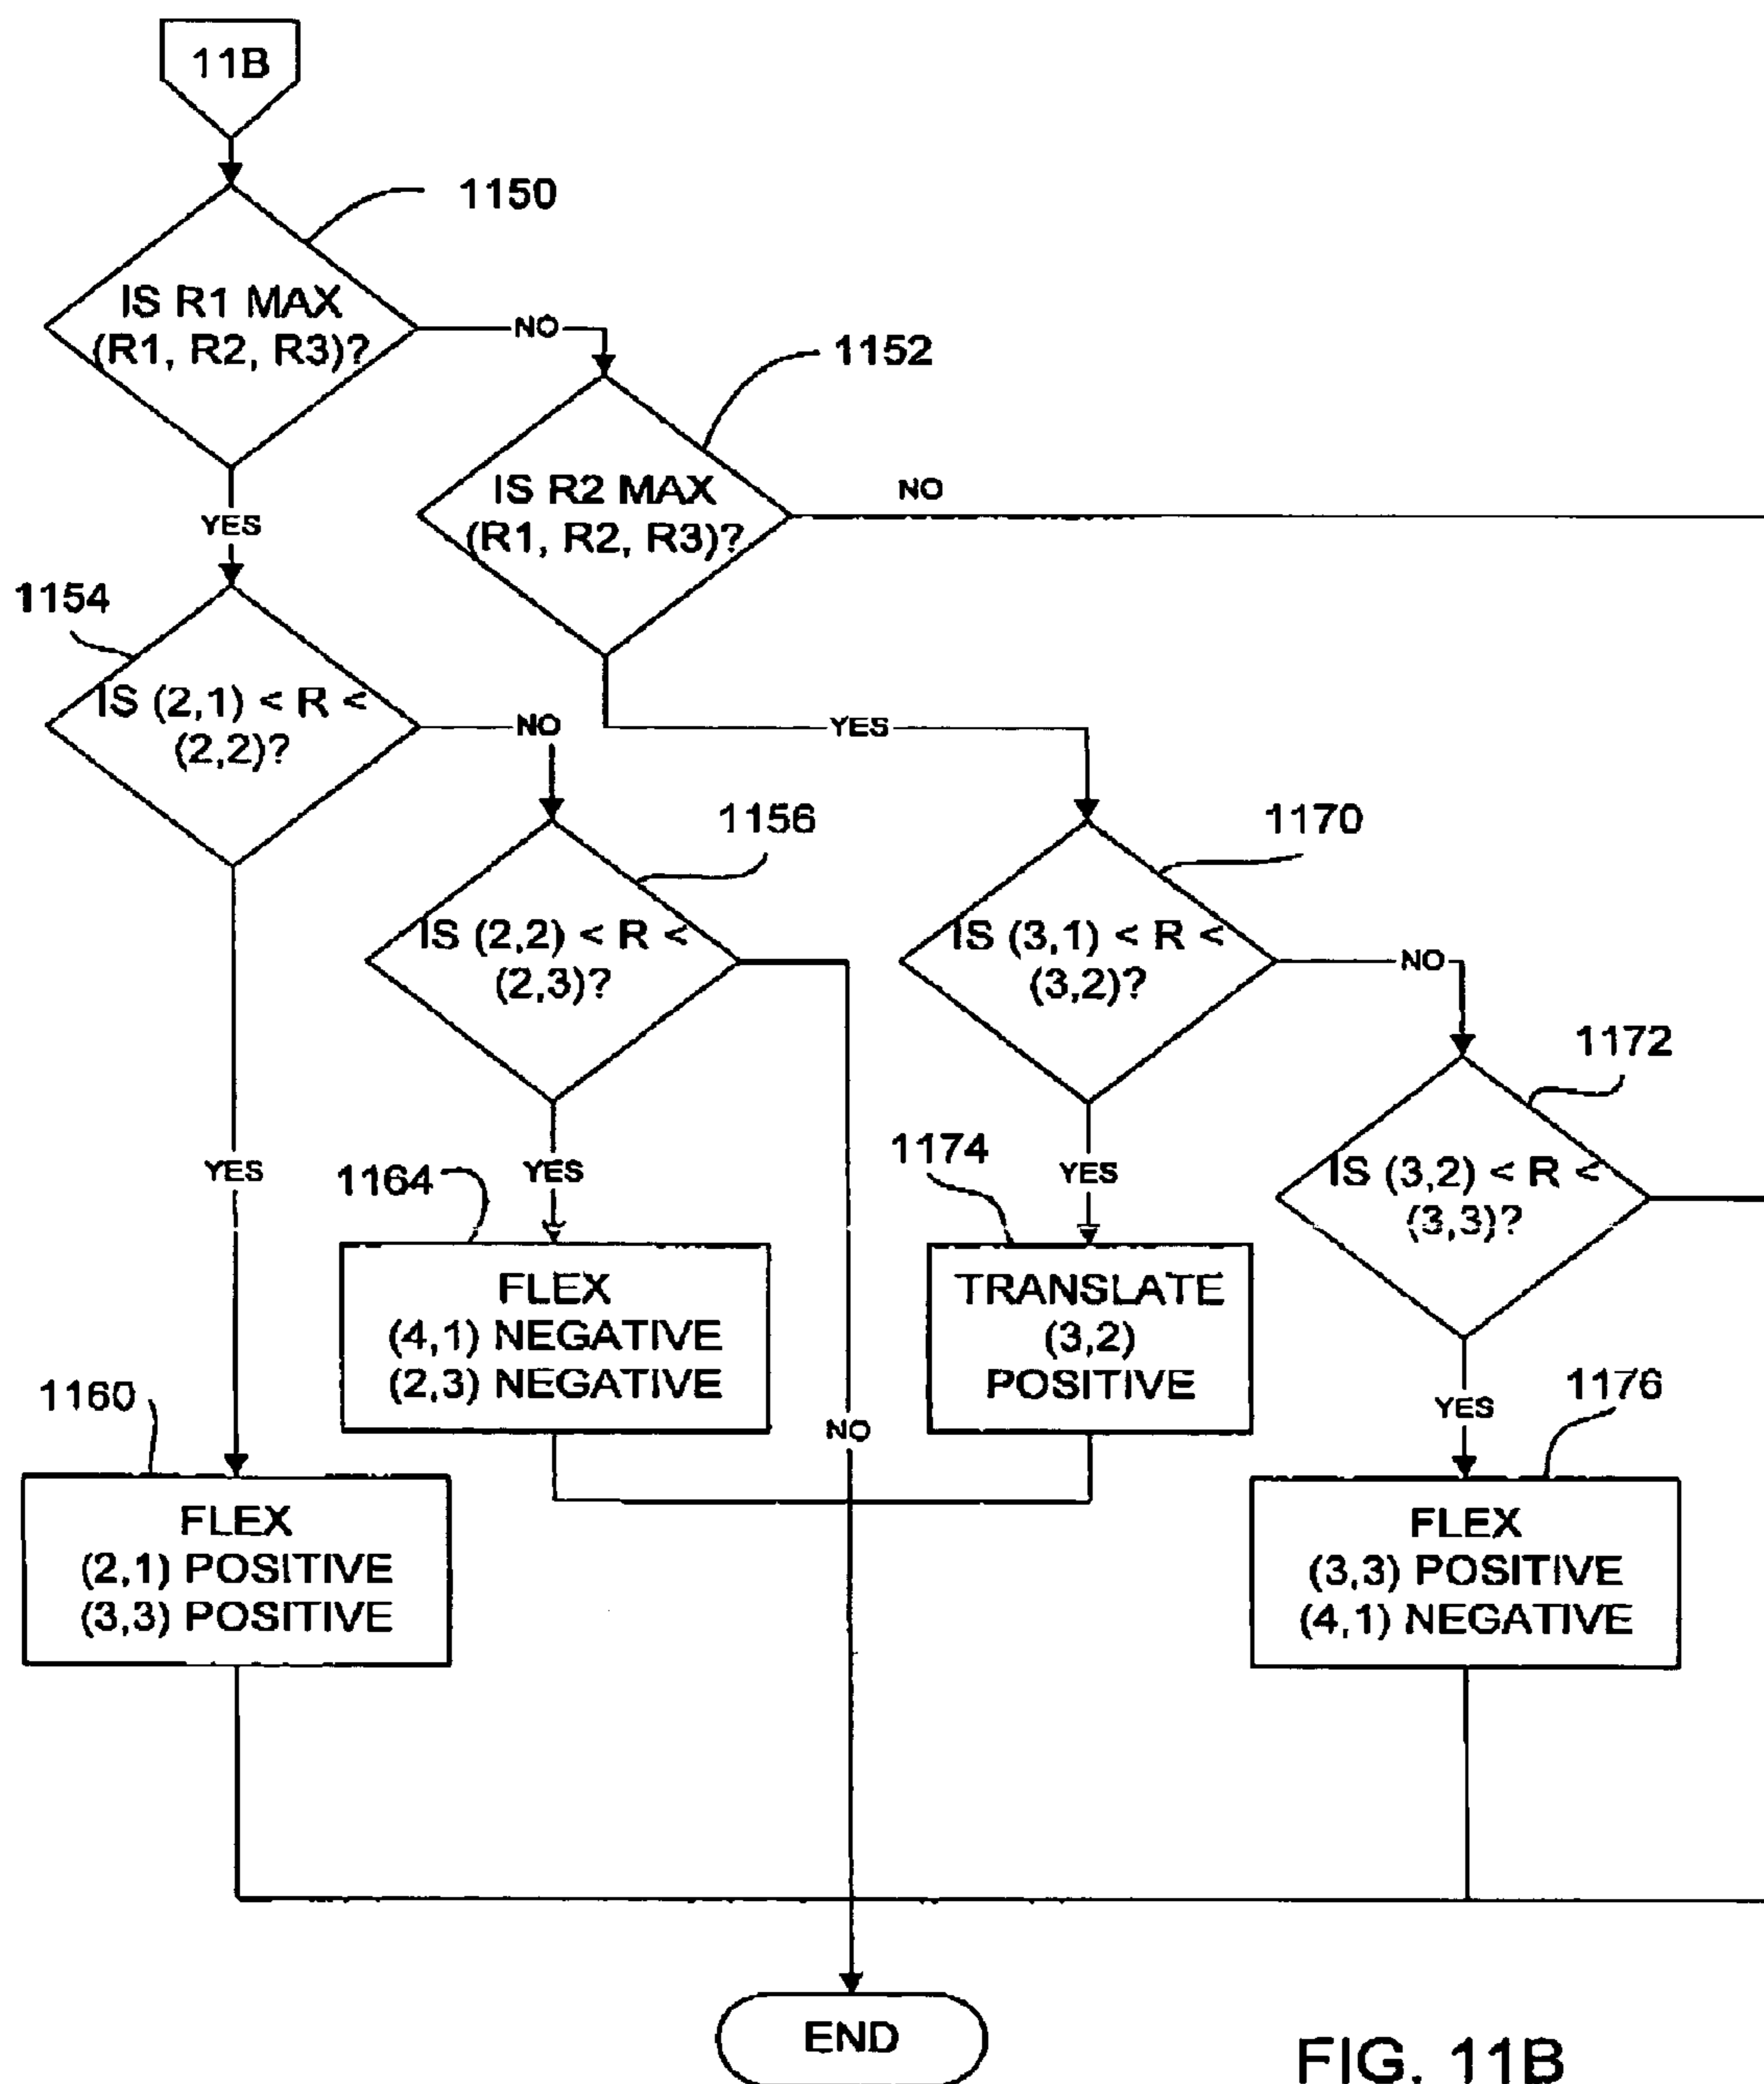 11B
1150
IS R1 MAX
(R1, R2, R3)?
NO
1152
IS R2 MAX
(R1, R2, R3)?
NO
YES
1154
IS (2,1) < R <
(2,2)?
NO
YES
1156
IS (2,2) < R <
(2,3)?
1170
IS (3,1) < R <
(3,2)?
NO
1172
IS (3,2) < R <
(3,3)?
YES
1164
YES
1174
YES
FLEX
(4,1) NEGATIVE
(2,3) NEGATIVE
TRANSLATE
(3,2)
POSITIVE
NO
YES
1176
1160
FLEX
(2,1) POSITIVE
(3,3) POSITIVE
FLEX
(3,3) POSITIVE
(4,1) NEGATIVE
END
FIG. 11B